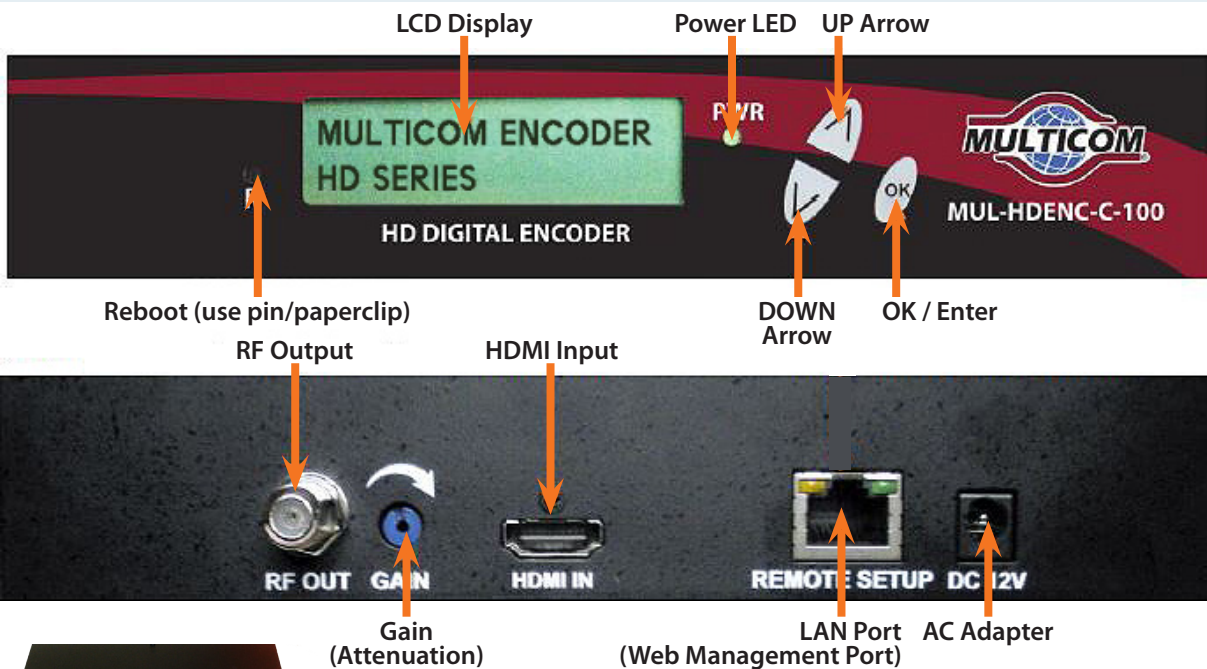 LCD Display
Power LED
UP Arrow
MULTICOM ENCODER
HD SERIES
HD DIGITAL ENCODER
PWR
OK
MULTICOM
MUL-HDENC-C-100
Reboot (use pin/paperclip)
DOWN
Arrow
OK / Enter
RF Output
HDMI Input
RF OUT
GAIN
HDMI IN
REMOTE SETUP
DC 12V
Gain
(Attenuation)
LAN Port
(Web Management Port)
AC Adapter